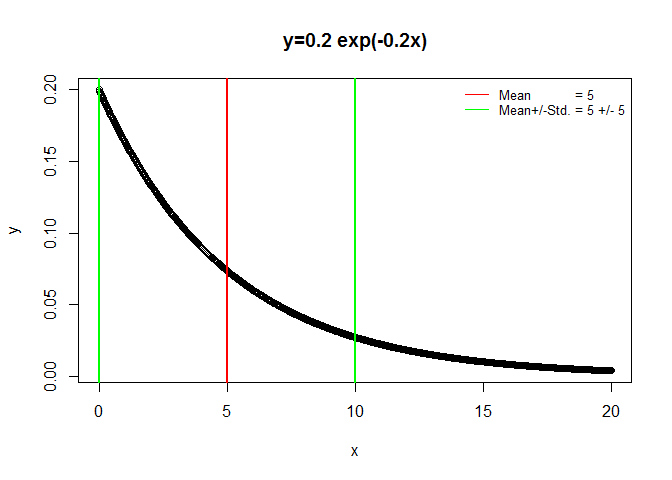 y=0.2 exp(-0.2x)
Mean = 5
Mean+/-Std. = 5 +/- 5
0.20
0.15
0.10
0.05
0.00
y
0 5 10 15 20
x